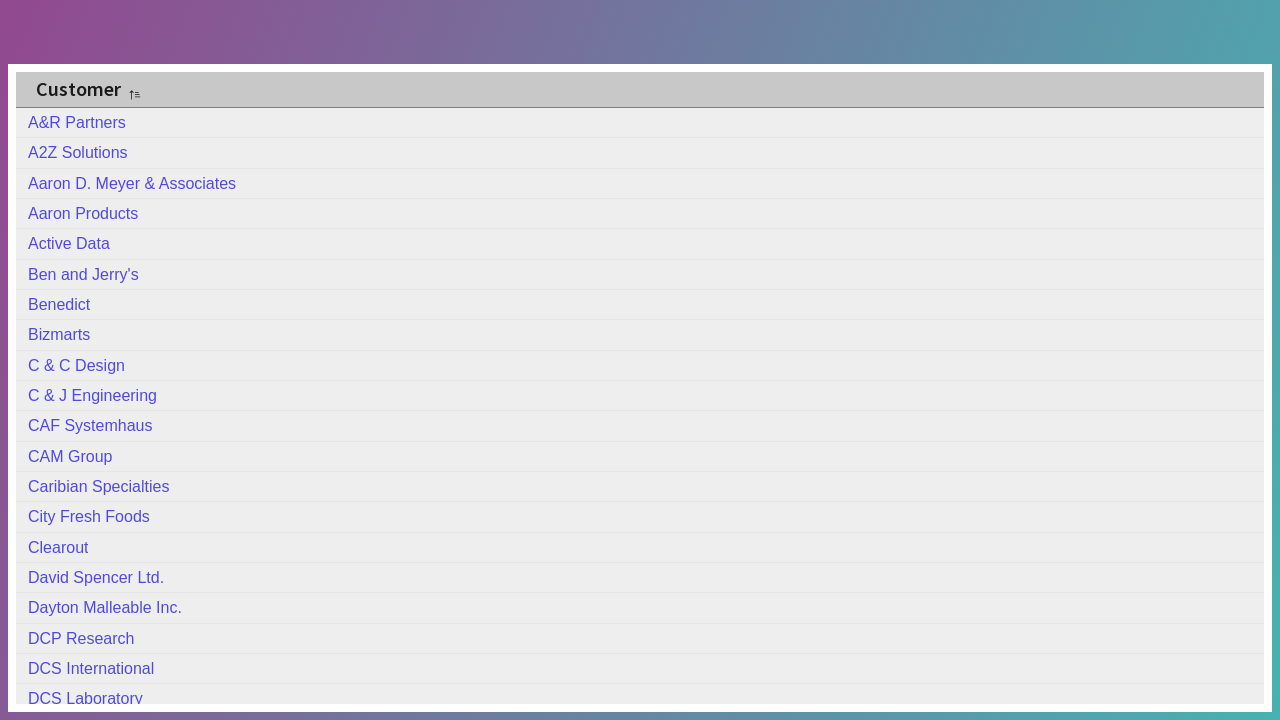 Customer
A&R Partners
A2Z Solutions
Aaron D. Meyer & Associates
Aaron Products
Active Data
Ben and Jerry's
Benedict
Bizmarts
C & C Design
C & J Engineering
CAF Systemhaus
CAM Group
Caribian Specialties
City Fresh Foods
Clearout
David Spencer Ltd.
Dayton Malleable Inc.
DCP Research
DCS International
DCS Laboratory